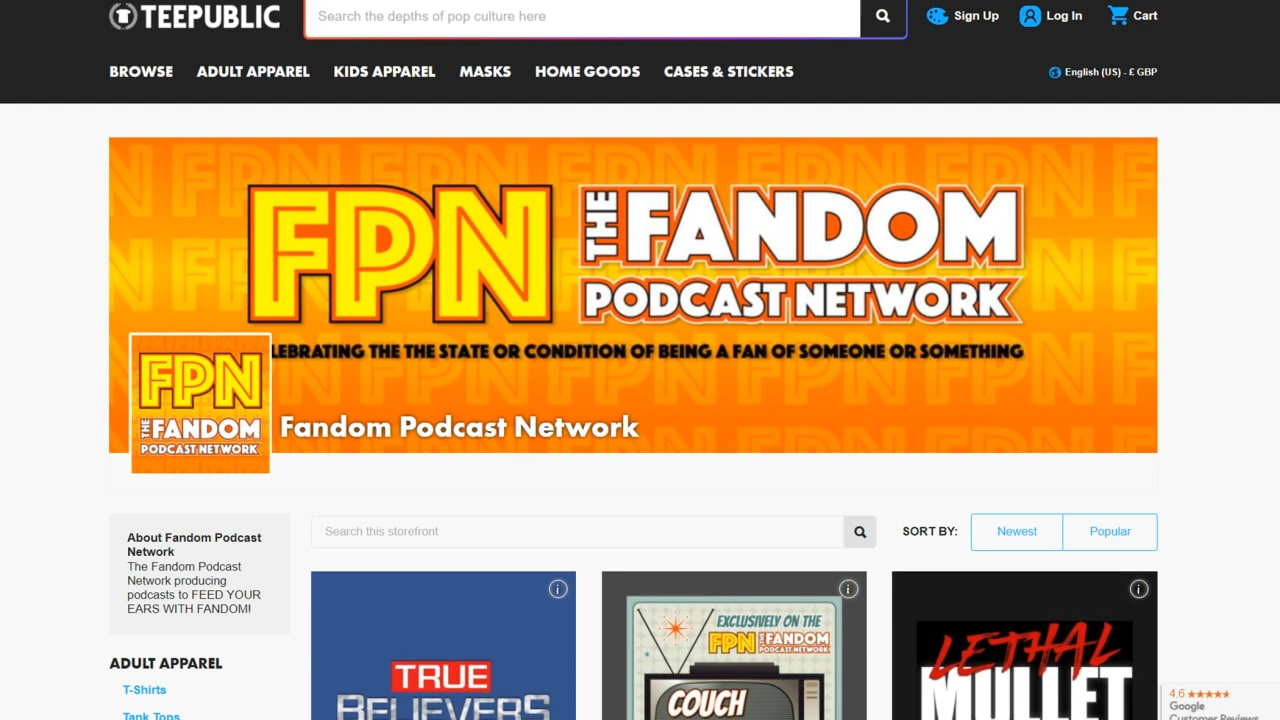 TEEPUBLIC
Search the depths of pop culture here
Sign Up
Log In
Cart
BROWSE
ADULT APPAREL
KIDS APPAREL
MASKS
HOME GOODS
CASES & STICKERS
English (US) - £ GBP
FPN
THE FANDOM
PODCAST NETWORK
LEBRATING THE THE STATE OR CONDITION OF BEING A FAN OF SOMEONE OR SOMETHING
FPN
THE FANDOM
PODCAST NETWORK
Fandom Podcast Network
About Fandom Podcast
Network
The Fandom Podcast
Network producing
podcasts to FEED YOUR
EARS WITH FANDOM!
Search this storefront
SORT BY:
Newest
Popular
TRUE
BELIEVERS
EXCLUSIVELY ON THE
FPN THE FANDOM
PODCAST NETWORK
COUCH
LETHAL
MULLET
ADULT APPAREL
T-Shirts
Tank Tops
4.6
Google
Customer Reviews